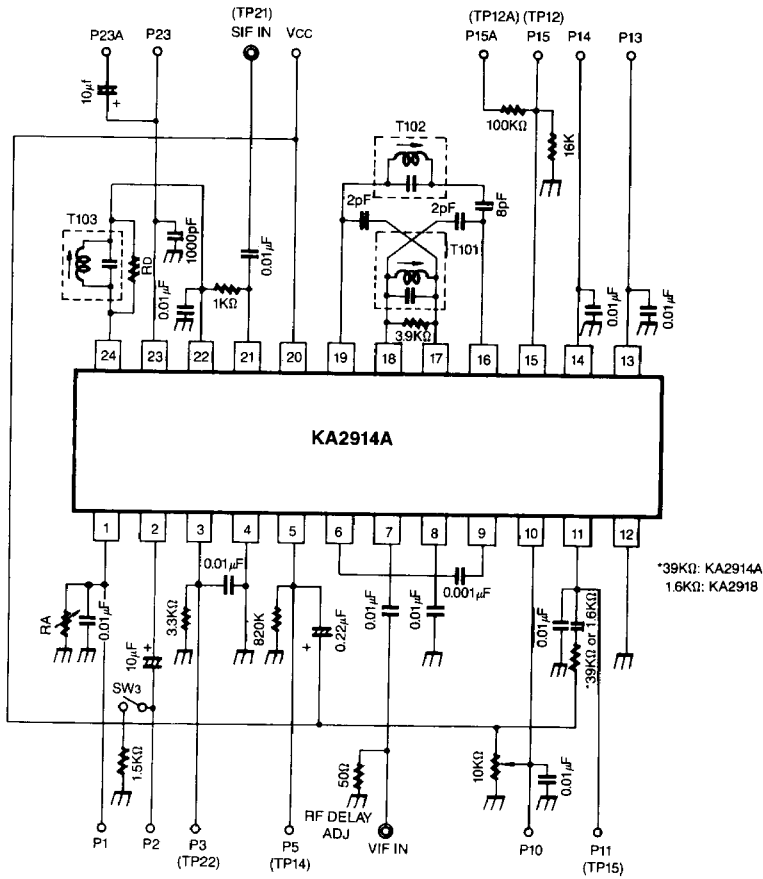 (TP21)
(TP12A) (TP12)
P23A P23 SIF IN VCC P15A P15 P14 P13
10µf
+
100KΩ
16K
T102
2pF 2pF 8pF
T103
T101
1000pF
RD
0.01µF
0.01µF
1KΩ
3.9KΩ
0.01µF
0.01µF
24 23 22 21 20 19 18 17 16 15 14 13
KA2914A
1 2 3 4 5 6 7 8 9 10 11 12
*39KΩ: KA2914A
1.6KΩ: KA2918
0.01µF
0.001µF
RA
0.01µF
3.3KΩ
820K
+
0.22µF
0.01µF
0.01µF
0.01µF
*39KΩ or 1.6KΩ
10µF
+
SW3
1.5KΩ
50Ω
10KΩ
0.01µF
RF DELAY
ADJ
P1 P2 P3 P5 VIF IN P10 P11
(TP22) (TP14) (TP15)